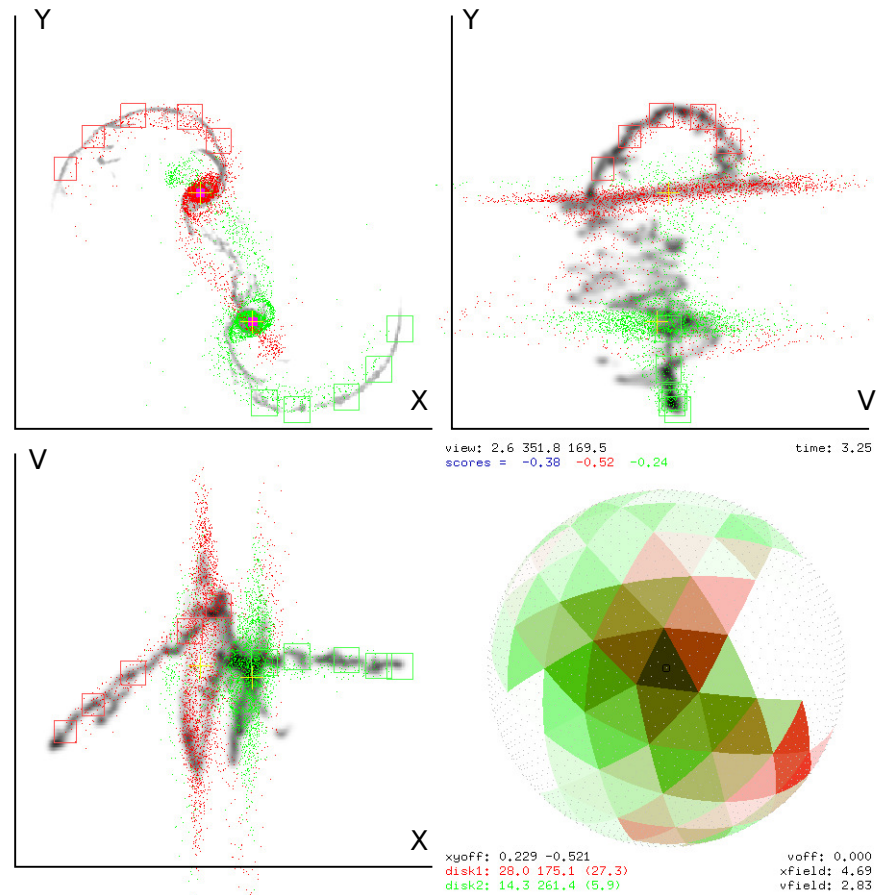 Y
X
Y
V
V
X
view: 2.6 351.8 169.5
time: 3.25
scores = -0.38 -0.52 -0.24
xyoff: 0.229 -0.521
voff: 0.000
disk1: 28.0 175.1 (27.3)
xfield: 4.69
disk2: 14.3 261.4 (5.9)
vfield: 2.83